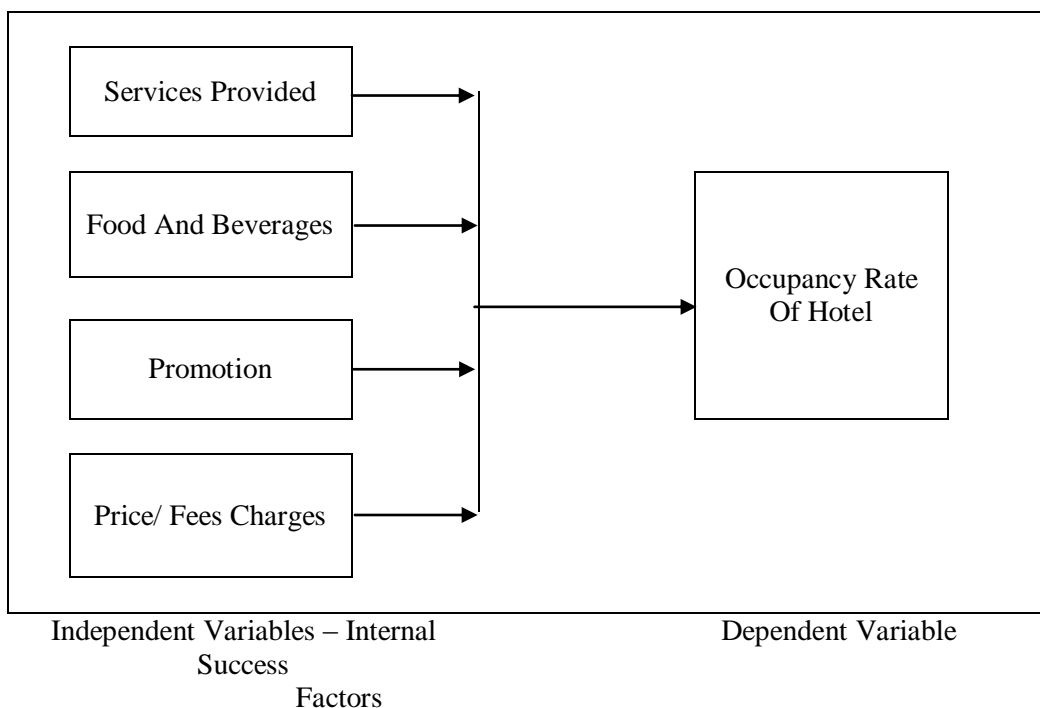 Services Provided
Food And Beverages
Promotion
Price/ Fees Charges
Occupancy Rate
Of Hotel
Independent Variables – Internal
Success
Factors
Dependent Variable